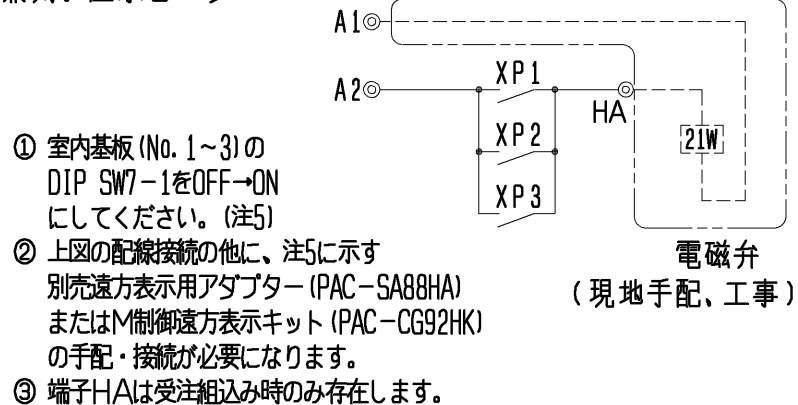 A1
A2
XP1
HA
XP2
21W
XP3
電磁弁
(現地手配、工事)
① 室内基板(No. 1~3)の
DIP SW7-1をOFF→ON
にしてください。(注5)
② 上図の配線接続の他に、注5に示す
別売遠方表示用アダプター(PAC-SA88HA)
またはM制御遠方表示キット(PAC-CG92HK)
の手配・接続が必要になります。
③ 端子HAは受注組込み時のみ存在します。